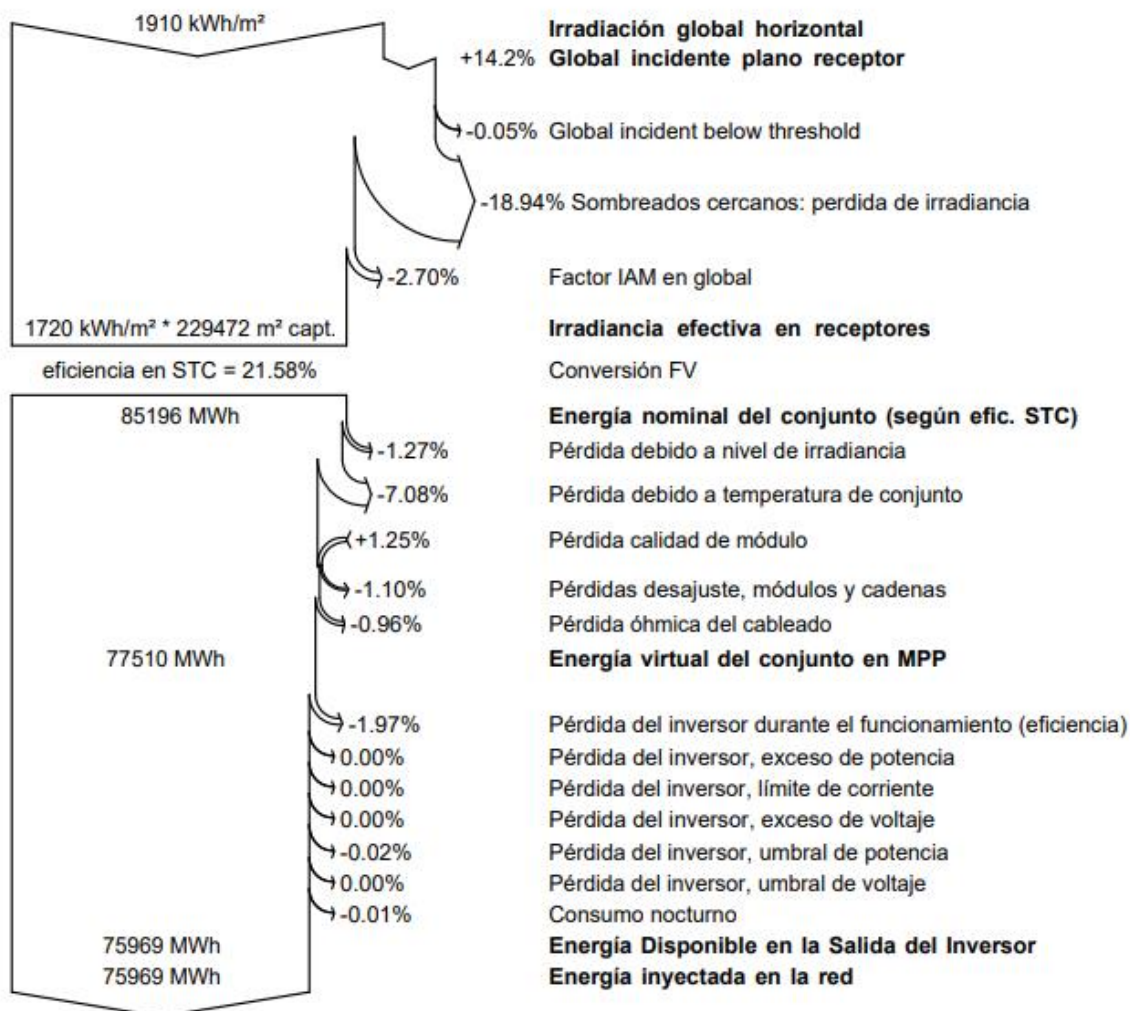 1910 kWh/m²
Irradiación global horizontal
+14.2% Global incidente plano receptor
-0.05% Global incident below threshold
-18.94% Sombreados cercanos: perdida de irradiancia
-2.70% Factor IAM en global
1720 kWh/m² * 229472 m² capt. Irradiancia efectiva en receptores
eficiencia en STC = 21.58% Conversión FV
85196 MWh Energía nominal del conjunto (según efic. STC)
-1.27% Pérdida debido a nivel de irradiancia
-7.08% Pérdida debido a temperatura de conjunto
+1.25% Pérdida calidad de módulo
-1.10% Pérdidas desajuste, módulos y cadenas
-0.96% Pérdida óhmica del cableado
77510 MWh Energía virtual del conjunto en MPP
-1.97% Pérdida del inversor durante el funcionamiento (eficiencia)
0.00% Pérdida del inversor, exceso de potencia
0.00% Pérdida del inversor, límite de corriente
0.00% Pérdida del inversor, exceso de voltaje
-0.02% Pérdida del inversor, umbral de potencia
0.00% Pérdida del inversor, umbral de voltaje
-0.01% Consumo nocturno
75969 MWh Energía Disponible en la Salida del Inversor
75969 MWh Energía inyectada en la red